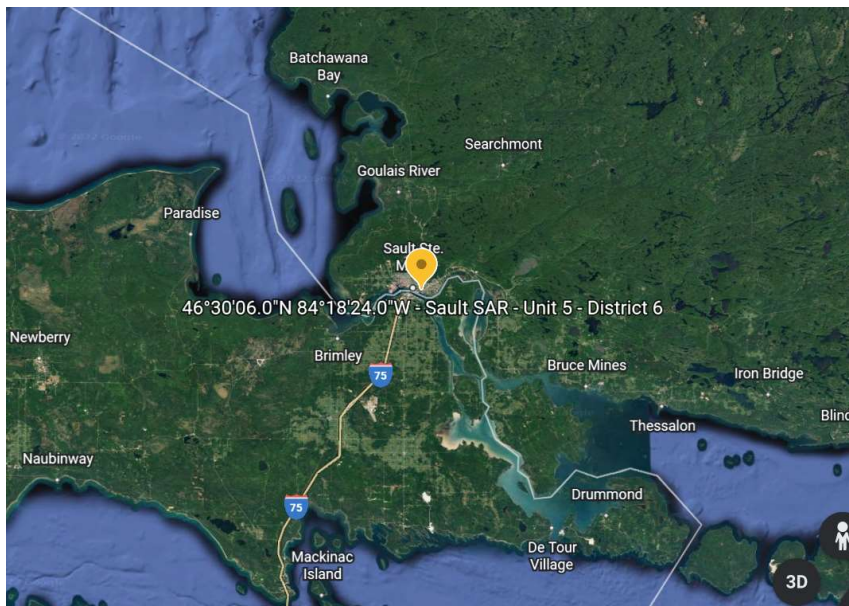 Batchawana
Bay
Searchmont
Goulais River
Paradise
Sault Ste.
46°30'06.0"N 84°18'24.0"W - Sault SAR - Unit 5 - District 6
Newberry
Brimley
75
Bruce Mines
Iron Bridge
Thessalon
Naubinway
75
Drummond
Mackinac
Island
De Tour
Village
3D